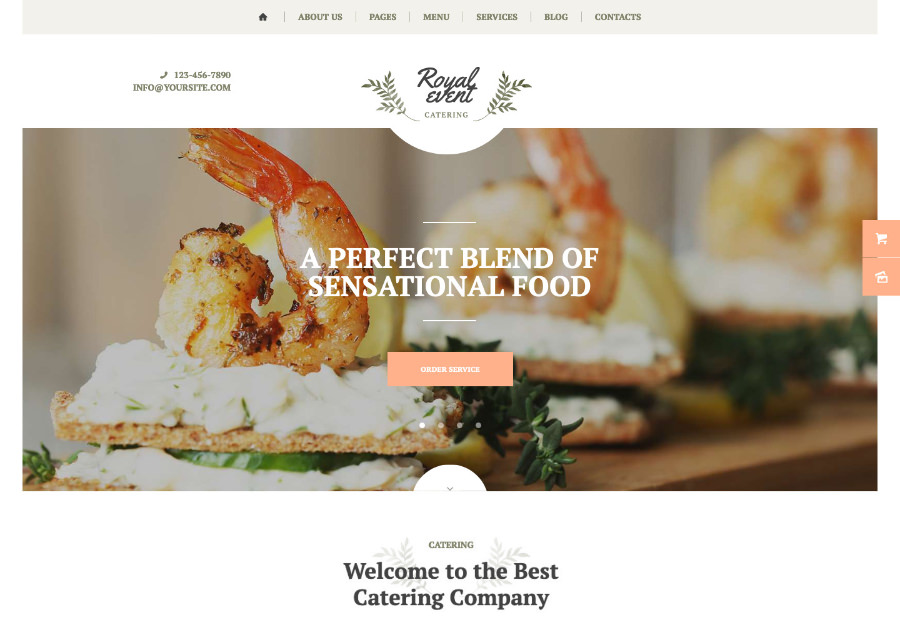 ABOUT US
PAGES
MENU
SERVICES
BLOG
CONTACTS
123-456-7890
INFO@YOURSITE.COM
Royal
event
CATERING
A PERFECT BLEND OF
SENSATIONAL FOOD
ORDER SERVICE
CATERING
Welcome to the Best
Catering Company